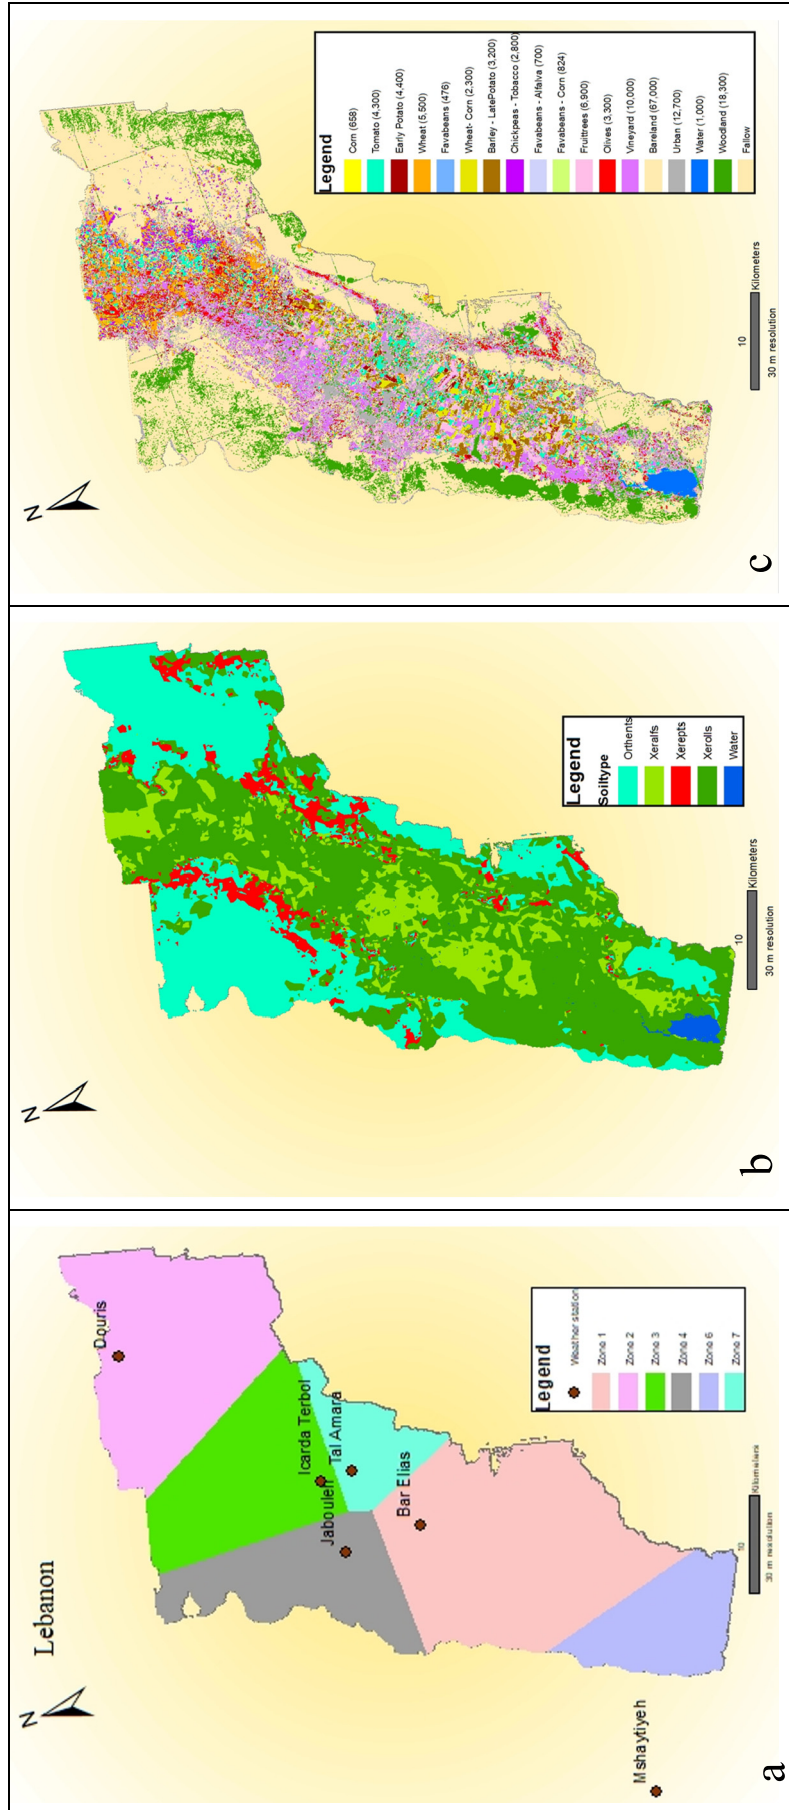 Lebanon
N
Douris
Icarda Terbol
Tal Amara
Jabouleh
Bar Elias
Mshaytiyeh
Legend
Weather station
Zone 1
Zone 2
Zone 3
Zone 4
Zone 6
Zone 7
10
Kilometers
30 m resolution
a
N
Legend
Soiltype
Orthents
Xeralfs
Xerepts
Xerolls
Water
10
Kilometers
30 m resolution
b
N
Legend
Corn (658)
Tomato (4,300)
Early Potato (4,400)
Wheat (5,500)
Favabeans (476)
Wheat- Corn (2,300)
Barley - LatePotato (3,200)
Chickpeas - Tobacco (2,800)
Favabeans - Alfalva (700)
Favabeans - Corn (824)
Fruittrees (6,900)
Olives (3,300)
Vineyard (10,000)
Bareland (67,000)
Urban (12,700)
Water (1,000)
Woodland (18,300)
Fallow
10
Kilometers
30 m resolution
c